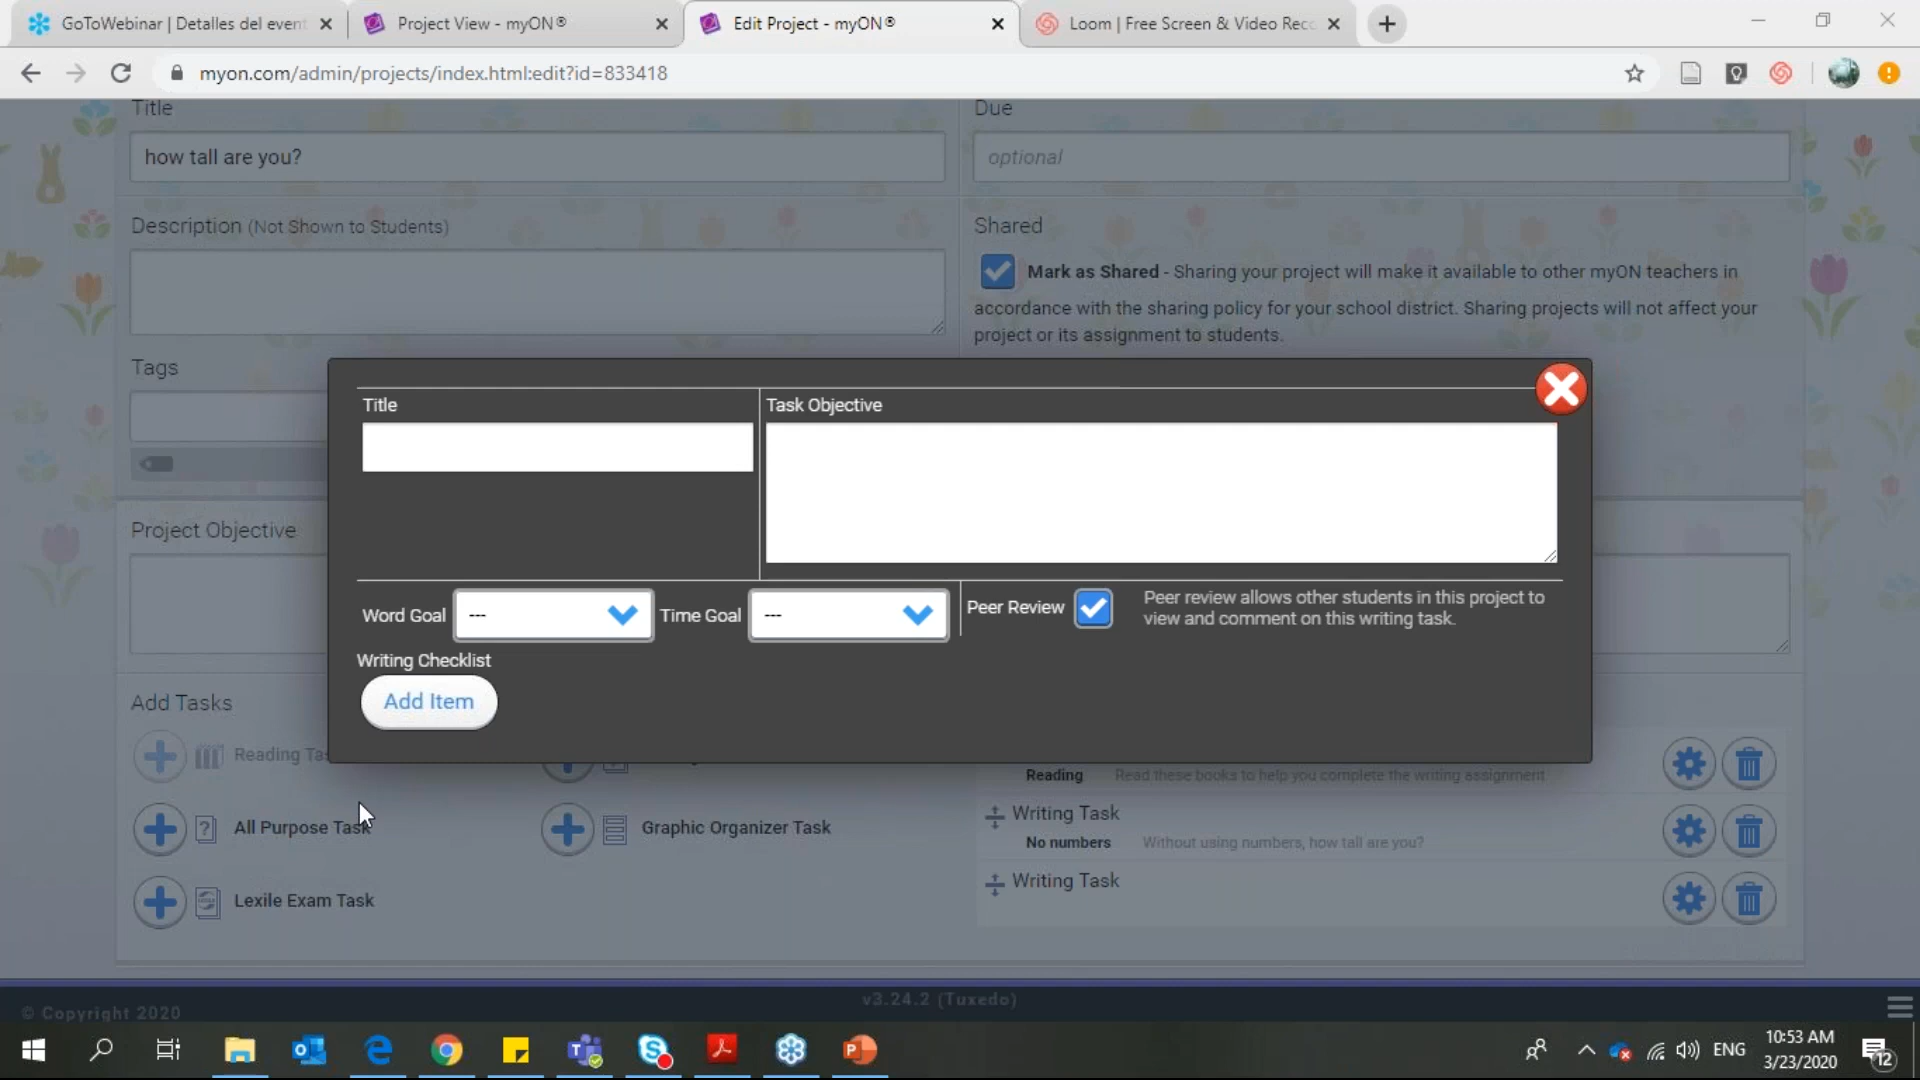 GoToWebinar | Detalles del event
Project View - myON®
Edit Project - myON®
Loom | Free Screen & Video Reco
myon.com/admin/projects/index.html:edit?id=833418
Title
Due
how tall are you?
optional
Description (Not Shown to Students)
Shared
Mark as Shared - Sharing your project will make it available to other myON teachers in
accordance with the sharing policy for your school district. Sharing projects will not affect your
project or its assignment to students.
Tags
Title
Task Objective
Project Objective
Word Goal
---
Time Goal
---
Peer Review
Peer review allows other students in this project to
view and comment on this writing task.
Writing Checklist
Add Item
Add Tasks
Reading Tas
Reading
Read these books to help you complete the writing assignment
All Purpose Task
Graphic Organizer Task
Writing Task
No numbers
Without using numbers, how tall are you?
Lexile Exam Task
Writing Task
v3.24.2 (Tuxedo)
© Copyright 2020
ENG
10:53 AM
3/23/2020
12